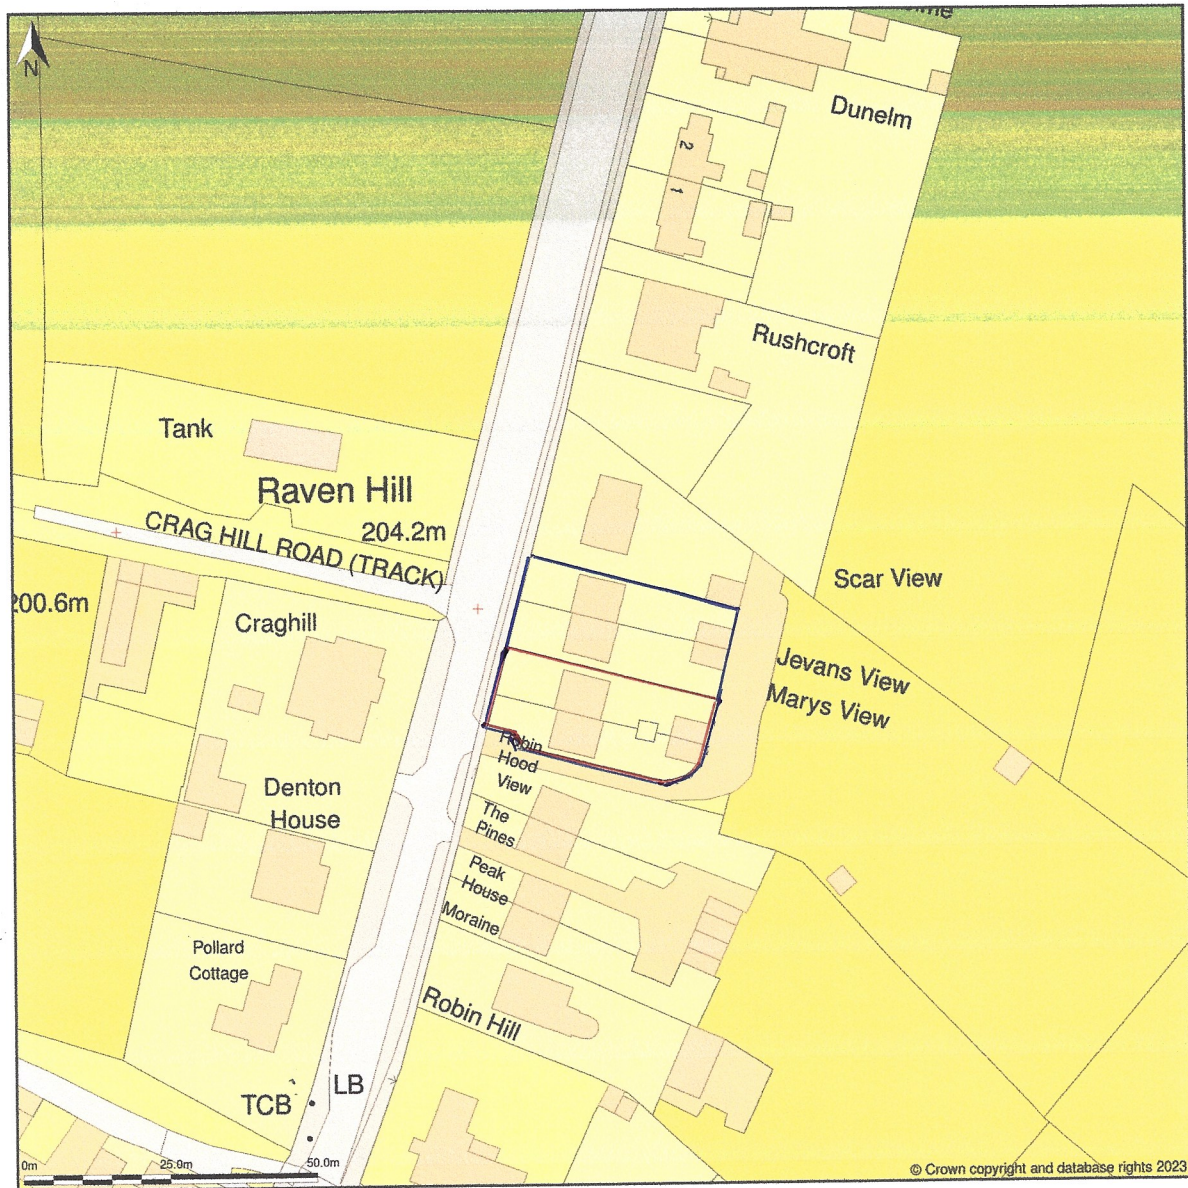 N
Dunelm
2
1
Rushcroft
Tank
Raven Hill
204.2m
CRAG HILL ROAD (TRACK)
Scar View
200.6m
Craghill
Jevans View
Marys View
Robin
Hood
View
Denton
House
The
Pines
Peak
House
Moraine
Pollard
Cottage
Robin Hill
LB
TCB
0m 25.0m 50.0m
© Crown copyright and database rights 2023